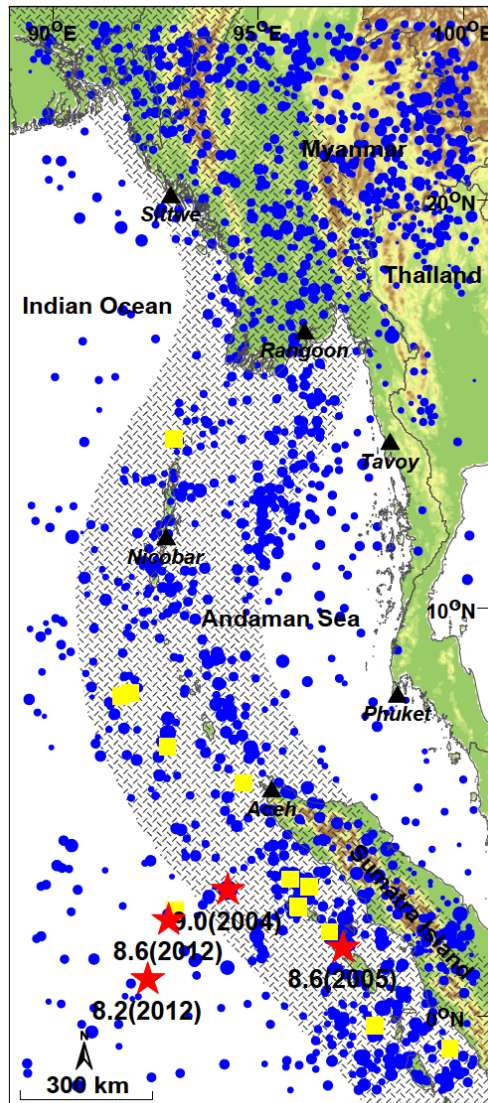 90°E 95°E 100°E
Myanmar
Sittwe
20°N
Thailand
Indian Ocean
Rangoon
Tavoy
Nicobar
10°N
Andaman Sea
Phuket
Aceh
Sumatra Island
9.0(2004)
8.6(2012)
8.6(2005)
8.2(2012)
0°N
N
300 km